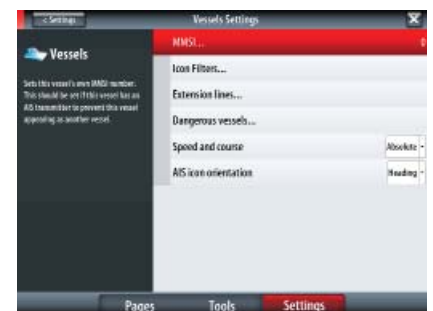 < Settings
Vessels Settings
X
Vessels
Sets this vessel's own MMSI number.
This should be set if this vessel has an
AIS transmitter to prevent this vessel
appearing as another vessel.
MMSI...
0
Icon Filters...
Extension lines...
Dangerous vessels...
Speed and course
Absolute
AIS icon orientation
Heading
Pages
Tools
Settings